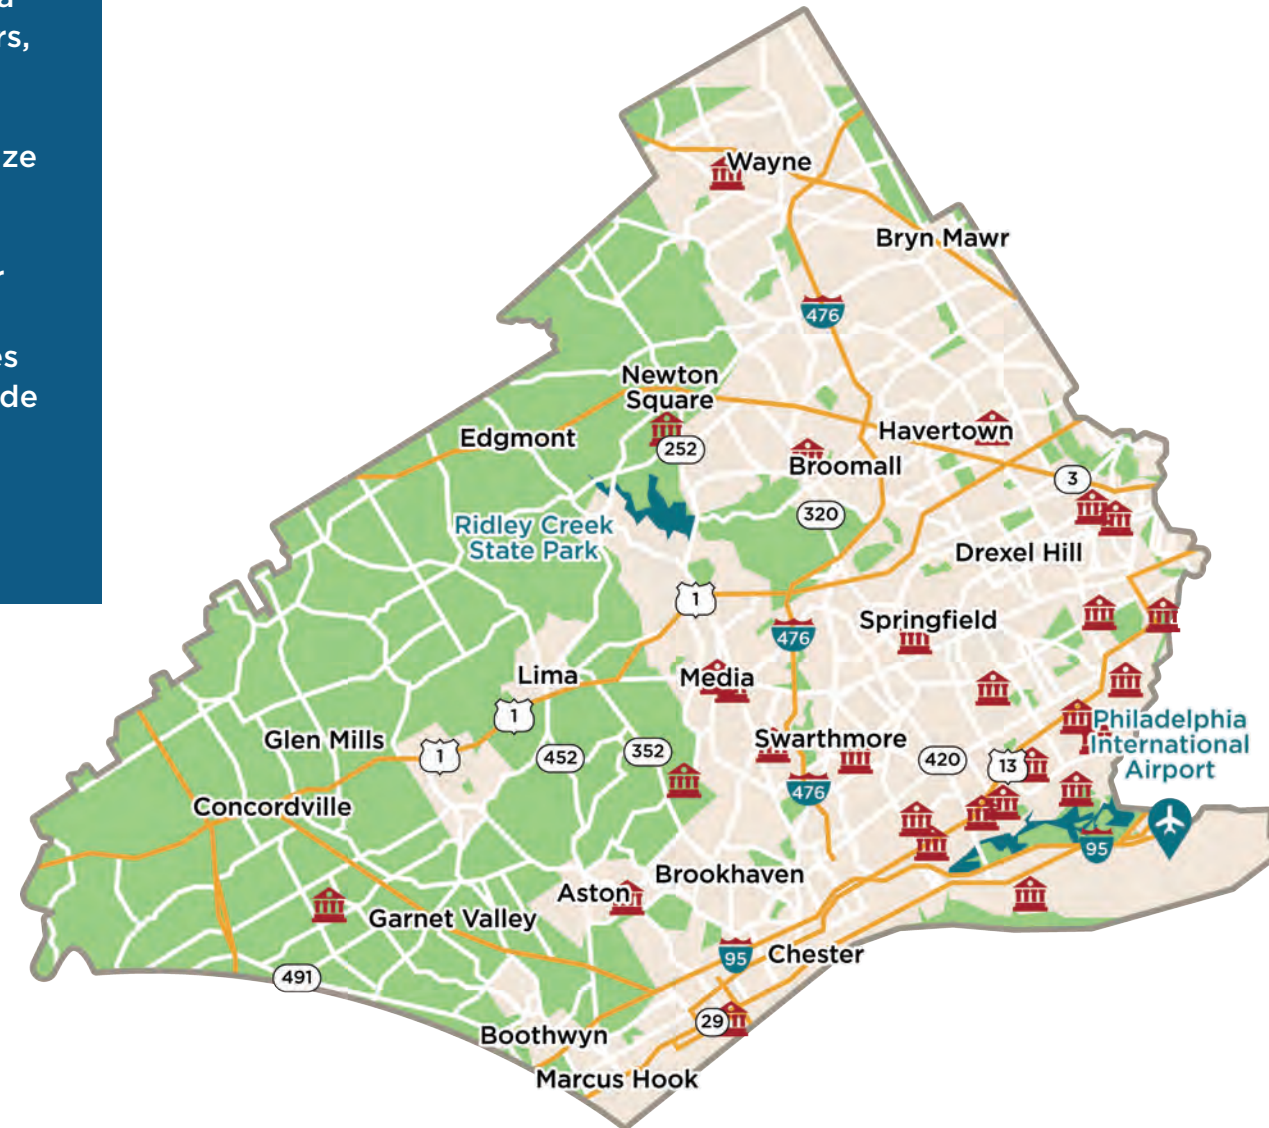 rs,
ze
r
es
de
Wayne
Bryn Mawr
476
Newton
Square
Edgmont
252
Havertown
Broomall
3
320
Ridley Creek
State Park
Drexel Hill
1
476
Springfield
Lima
Media
1
Glen Mills
1
452
352
Swarthmore
420
13
Philadelphia
International
Airport
476
Concordville
95
Brookhaven
Aston
Garnet Valley
95
Chester
491
29
Boothwyn
Marcus Hook